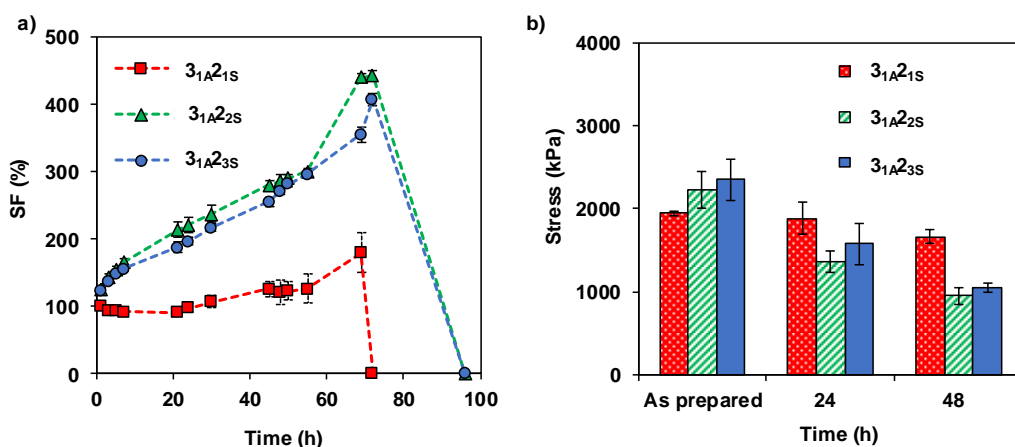 a)
SF (%)
500
400
300
200
100
0
3₁ₐ2₁ₛ
3₁ₐ2₂ₛ
3₁ₐ2₃ₛ
0 20 40 60 80 100
Time (h)
b)
Stress (kPa)
4000
3000
2000
1000
0
3₁ₐ2₁ₛ
3₁ₐ2₂ₛ
3₁ₐ2₃ₛ
As prepared 24 48
Time (h)